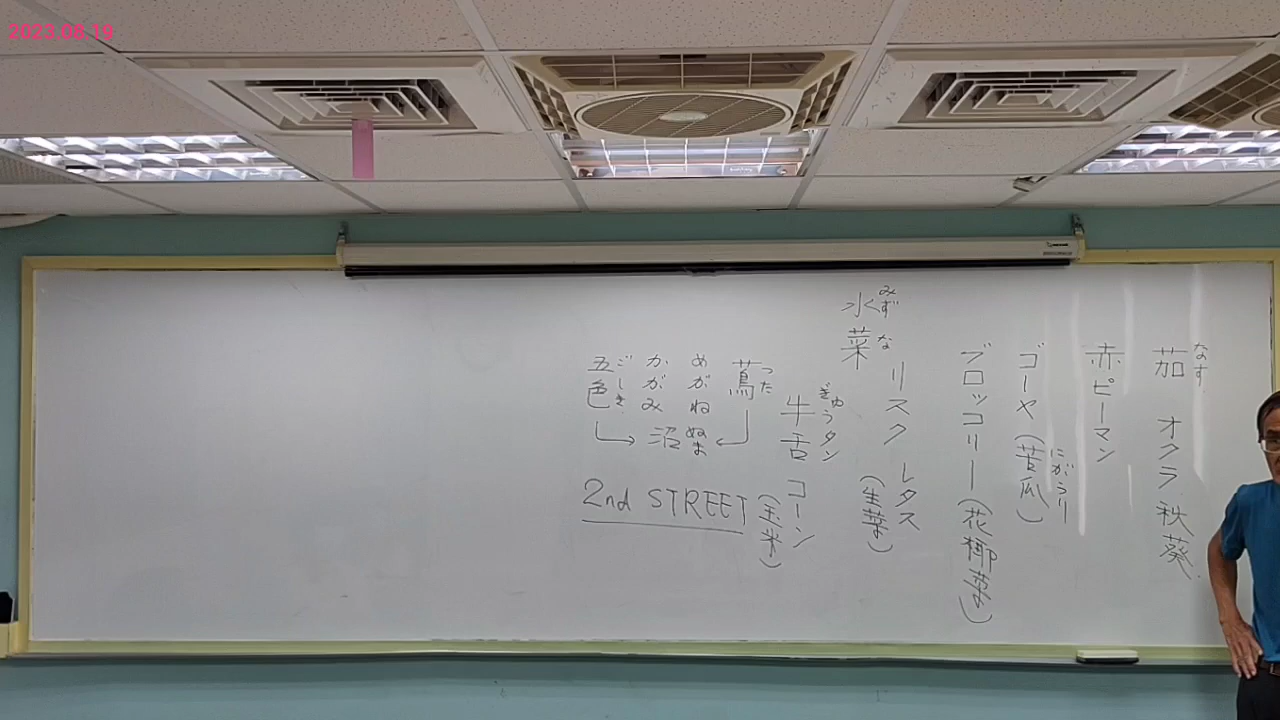 2023.08.19
茄 なす オクラ 秋葵
赤ピーマン
ゴーヤ(苦瓜) にがうり
ブロッコリー(花椰菜)
リスク レタス
(生菜)
水菜 みずな
牛舌 ぎゅうタン コーン
(玉米)
蔦 つた
めがね
かがみ
五色 ごしき
沼 ぬま
2nd STREET